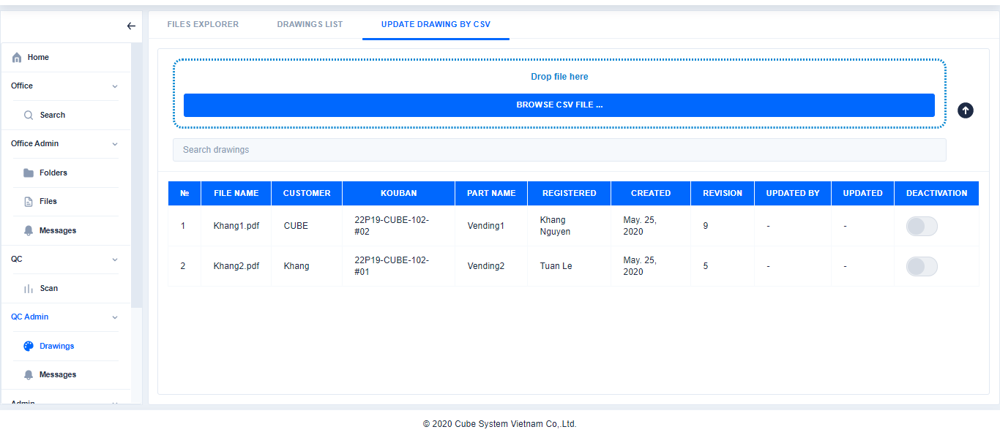 FILES EXPLORER DRAWINGS LIST UPDATE DRAWING BY CSV
Home
Office
Search
Office Admin
Folders
Files
Messages
QC
Scan
QC Admin
Drawings
Messages
Admin
Drop file here
BROWSE CSV FILE ...
Search drawings
№ FILE NAME CUSTOMER KOUBAN PART NAME REGISTERED CREATED REVISION UPDATED BY UPDATED DEACTIVATION
1 Khang1.pdf CUBE 22P19-CUBE-102-#02 Vending1 Khang Nguyen May. 25, 2020 9 - -
2 Khang2.pdf Khang 22P19-CUBE-102-#01 Vending2 Tuan Le May. 25, 2020 5 - -
© 2020 Cube System Vietnam Co,.Ltd.